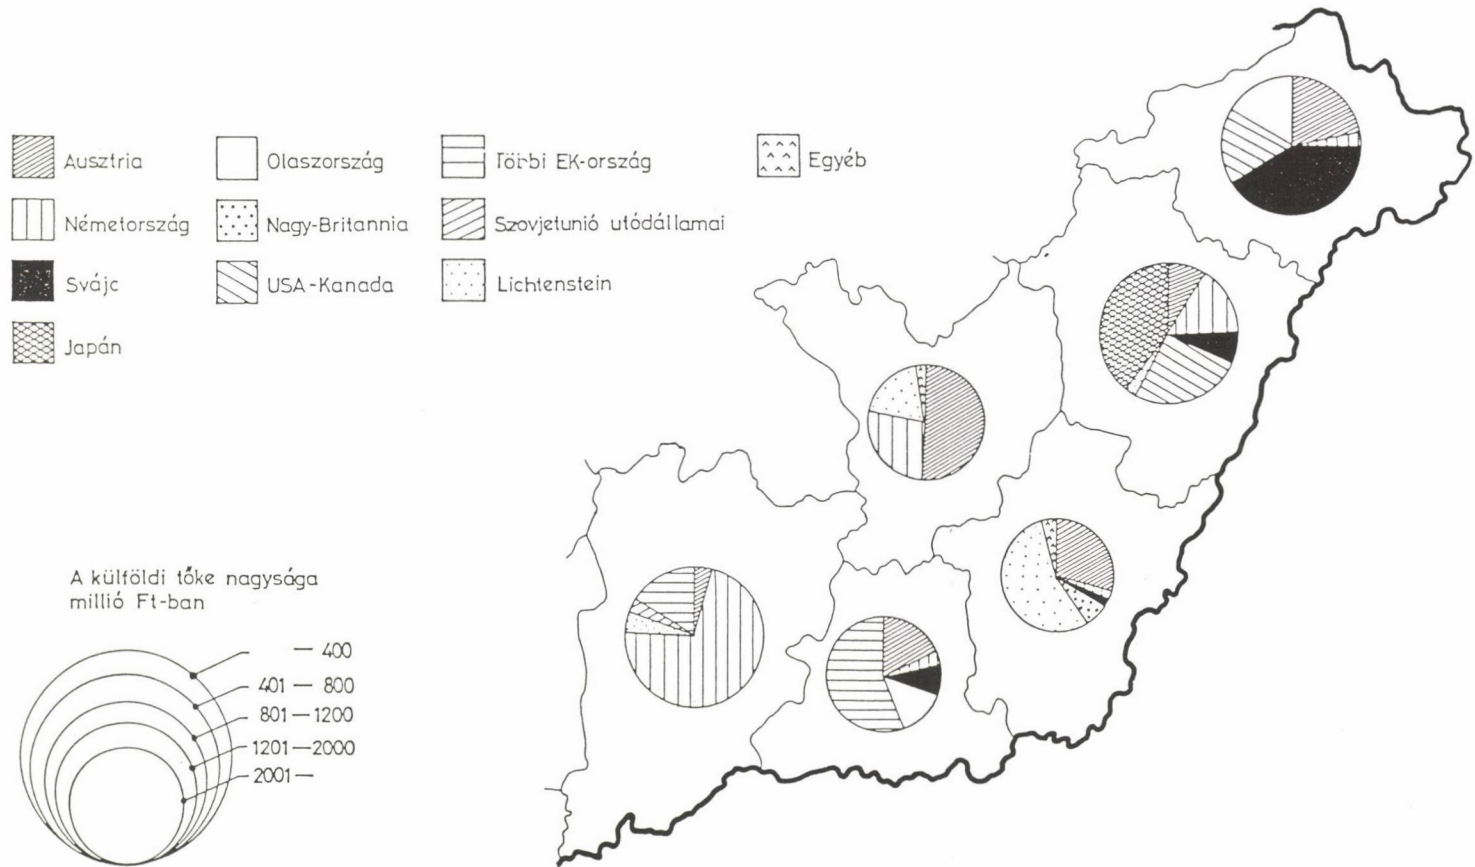 Ausztria
Olaszország
Többi EK-ország
Egyéb
Németország
Nagy-Britannia
Szovjetunió utódállamai
Svájc
USA-Kanada
Lichtenstein
Japán
A külföldi tőke nagysága
millió Ft-ban
— 400
401 — 800
801 — 1200
1201 — 2000
2001 —